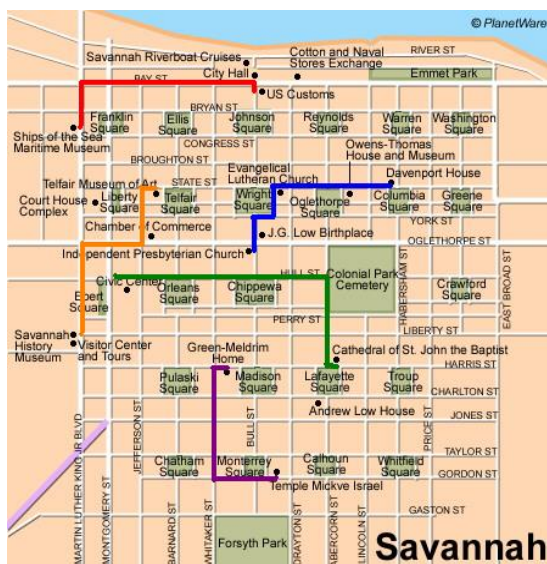 © PlanetWare
RIVER ST
Savannah Riverboat Cruises
Cotton and Naval
Stores Exchange
City Hall
BAY ST
Emmet Park
US Customs
BRYAN ST
Franklin
Square
Ellis
Square
Johnson
Square
Reynolds
Square
Warren
Square
Washington
Square
Ships of the Sea
Maritime Museum
CONGRESS ST
Owens-Thomas
House and Museum
BROUGHTON ST
Evangelical
Lutheran Church
Davenport House
Telfair Museum of Art
STATE ST
Court House
Complex
Liberty
Square
Telfair
Square
Wright
Square
Oglethorpe
Square
Columbia
Square
Greene
Square
YORK ST
Chamber of Commerce
J.G. Low Birthplace
OGLETHORPE ST
Independent Presbyterian Church
HULL ST
Colonial Park
Cemetery
Civic Center
Elbert
Square
Orleans
Square
Chippewa
Square
Crawford
Square
HABERSHAM ST
EAST BROAD ST
PERRY ST
LIBERTY ST
Savannah
History
Museum
Visitor Center
and Tours
Green-Meldrim
Home
Cathedral of St. John the Baptist
HARRIS ST
Pulaski
Square
Madison
Square
Lafayette
Square
Troup
Square
CHARLTON ST
Andrew Low House
JONES ST
MARTIN LUTHER KING JR BLVD
MONTGOMERY ST
JEFFERSON ST
BARNARD ST
WHITAKER ST
BULL ST
DRAYTON ST
ABERCORN ST
LINCOLN ST
PRICE ST
TAYLOR ST
Chatham
Square
Monterrey
Square
Calhoun
Square
Whitfield
Square
GORDON ST
Temple Mickve Israel
GASTON ST
Forsyth Park
Savannah